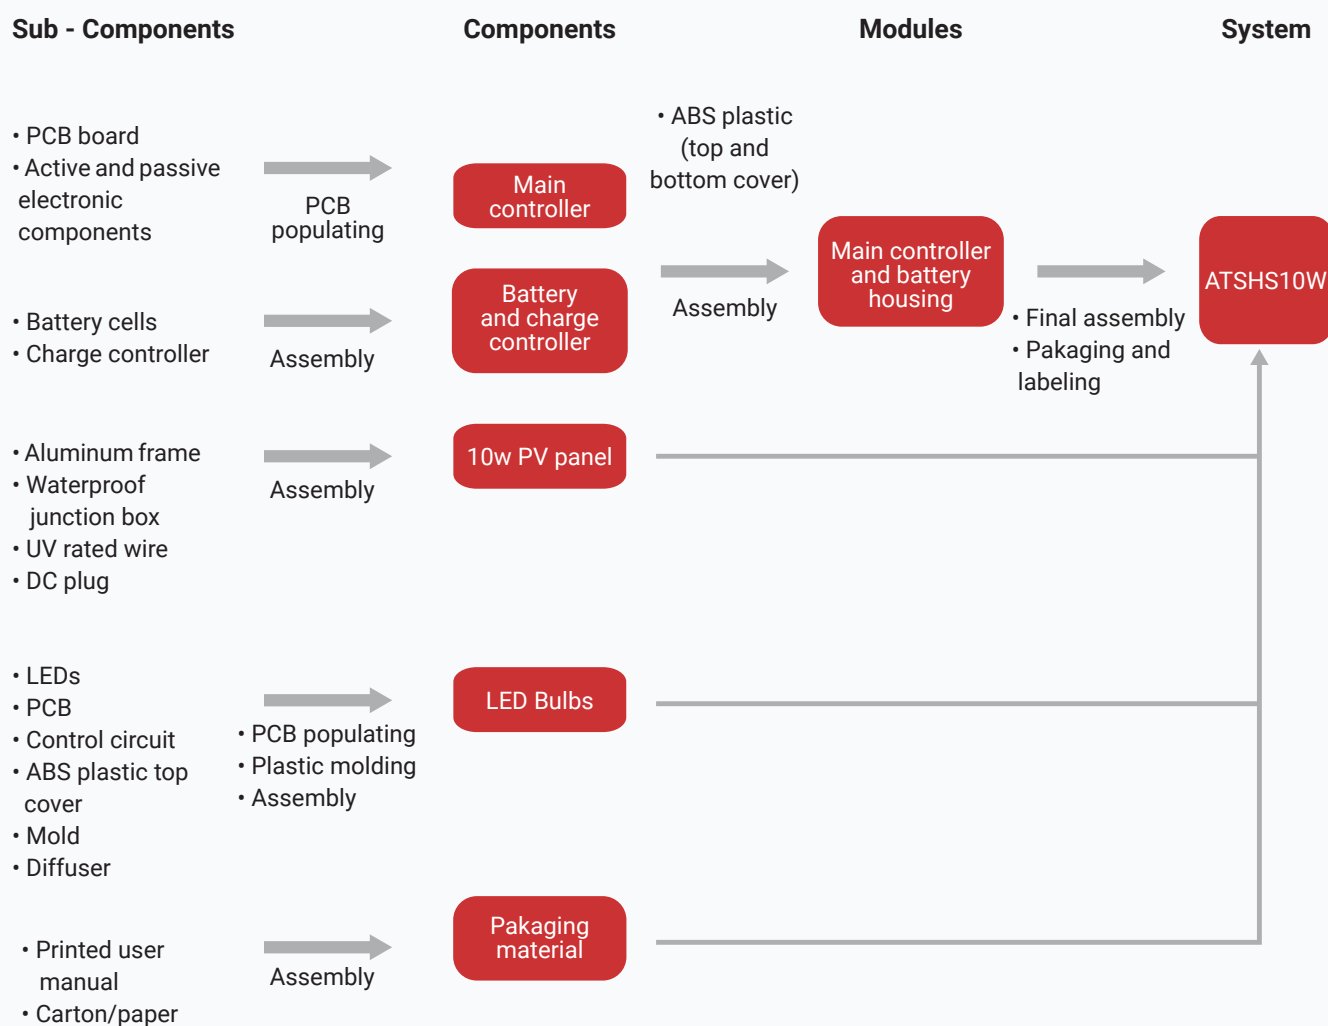 Sub - Components
Components
Modules
System
• PCB board
• Active and passive
electronic
components
PCB
populating
Main
controller
• ABS plastic
(top and
bottom cover)
• Battery cells
• Charge controller
Assembly
Battery
and charge
controller
Assembly
Main controller
and battery
housing
• Final assembly
• Pakaging and
labeling
ATSHS10W
• Aluminum frame
• Waterproof
junction box
• UV rated wire
• DC plug
Assembly
10w PV panel
• LEDs
• PCB
• Control circuit
• ABS plastic top
cover
• Mold
• Diffuser
• PCB populating
• Plastic molding
• Assembly
LED Bulbs
• Printed user
manual
• Carton/paper
Assembly
Pakaging
material